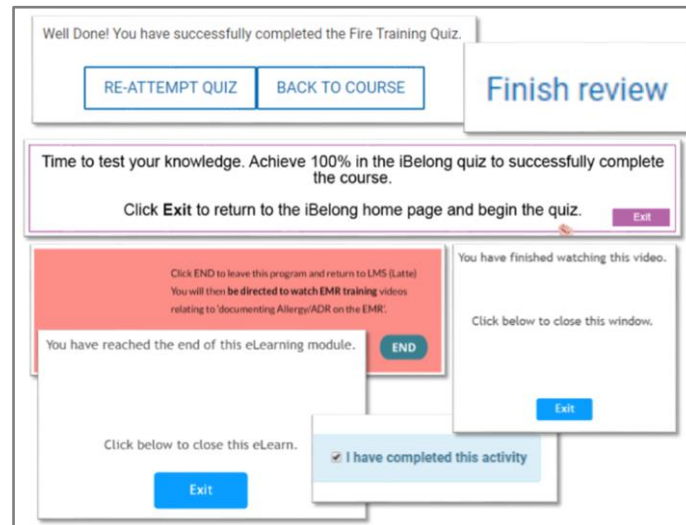 Well Done! You have successfully completed the Fire Training Quiz.
RE-ATTEMPT QUIZ
BACK TO COURSE
Finish review
Time to test your knowledge. Achieve 100% in the iBelong quiz to successfully complete
the course.
Click Exit to return to the iBelong home page and begin the quiz.
Exit
Click END to leave this program and return to LMS (Latte)
You will then be directed to watch EMR training videos
relating to 'documenting Allergy/ADR on the EMR'.
END
You have finished watching this video.
Click below to close this window.
Exit
You have reached the end of this eLearning module.
Click below to close this eLearn.
Exit
I have completed this activity